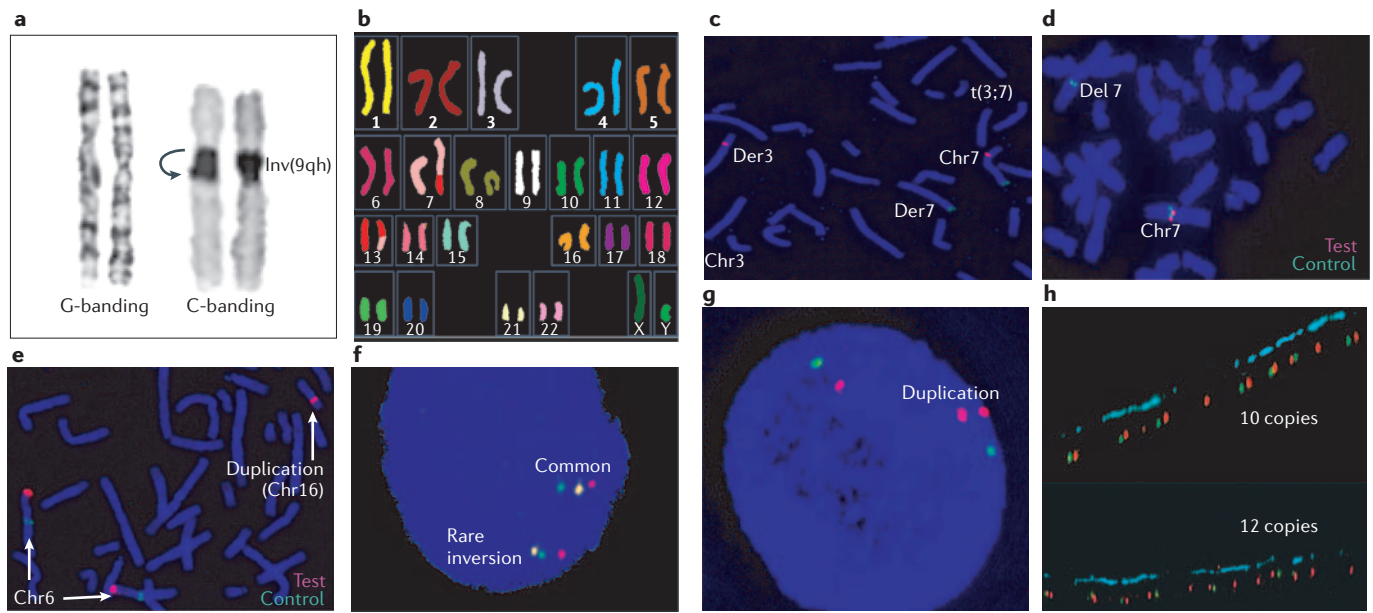 a
G-banding
C-banding
Inv(9qh)
b
1 2 3 4 5
6 7 8 9 10 11 12
13 14 15 16 17 18
19 20 21 22 X Y
c
t(3;7)
Der3
Chr7
Der7
Chr3
d
Del 7
Chr7
Test
Control
e
Duplication
(Chr16)
Chr6
Test
Control
f
Common
Rare
inversion
g
Duplication
h
10 copies
12 copies